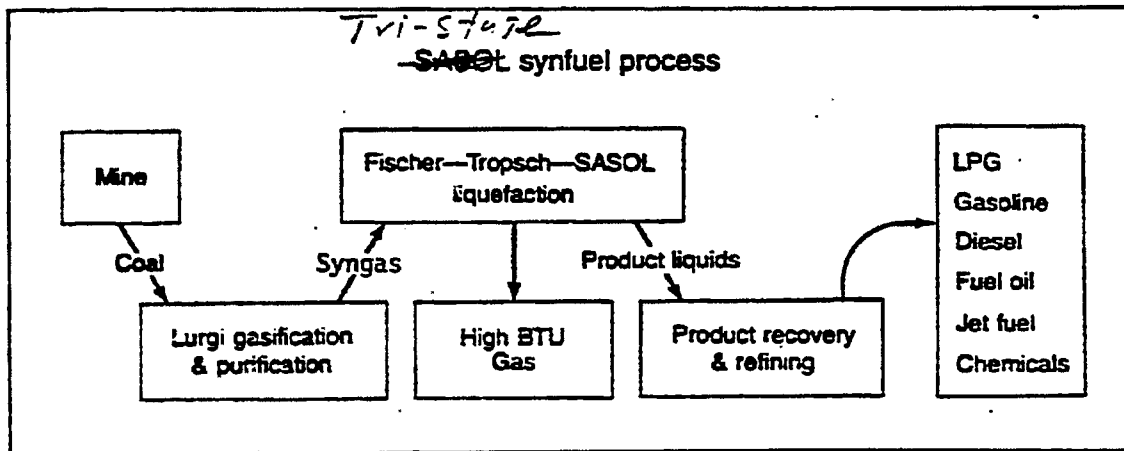 Tri-State
SASOL synfuel process
Mine
Fischer—Tropsch—SASOL
liquefaction
LPG
Gasoline
Diesel
Fuel oil
Jet fuel
Chemicals
Coal
Syngas
Product liquids
Lurgi gasification
& purification
High BTU
Gas
Product recovery
& refining